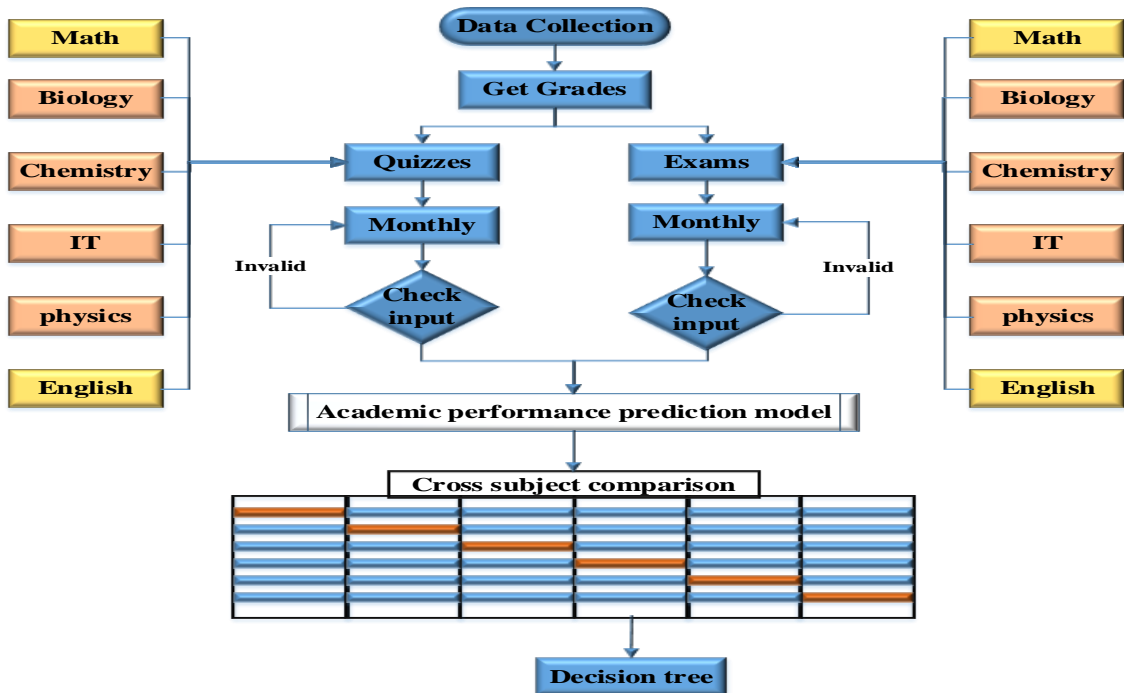 Data Collection
Math
Math
Get Grades
Biology
Biology
Quizzes
Exams
Chemistry
Chemistry
Monthly
Monthly
IT
IT
Invalid
Invalid
Check
input
Check
input
physics
physics
English
English
Academic performance prediction model
Cross subject comparison
Decision tree